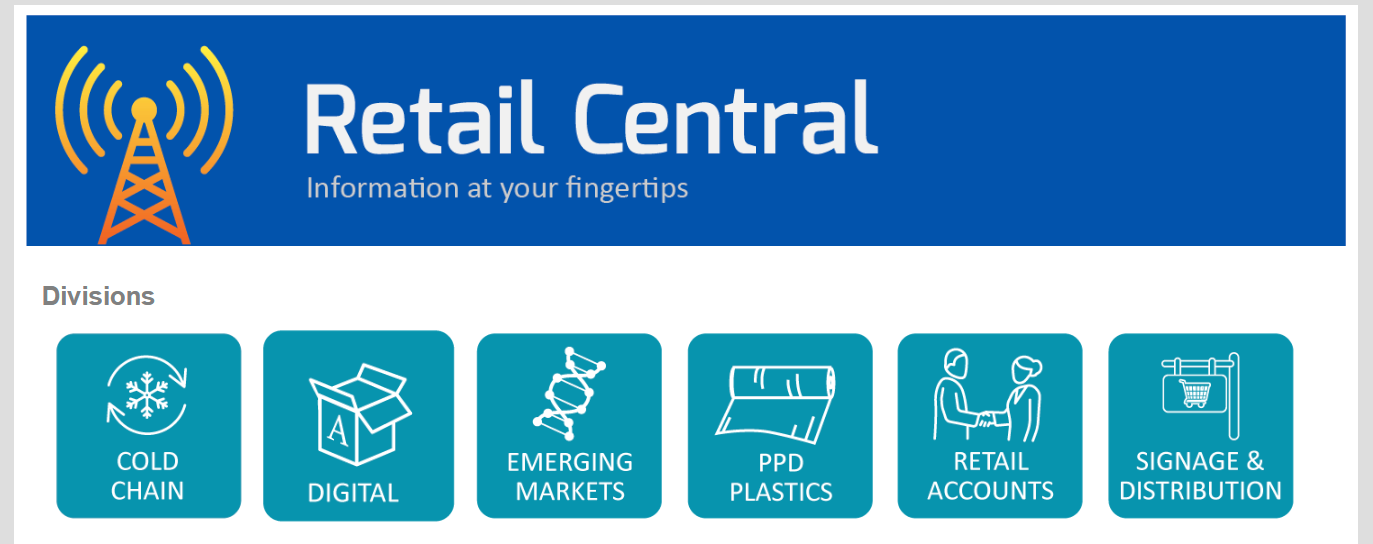 Retail Central
Information at your fingertips
Divisions
COLD
CHAIN
A
DIGITAL
EMERGING
MARKETS
PPD
PLASTICS
RETAIL
ACCOUNTS
SIGNAGE &
DISTRIBUTION